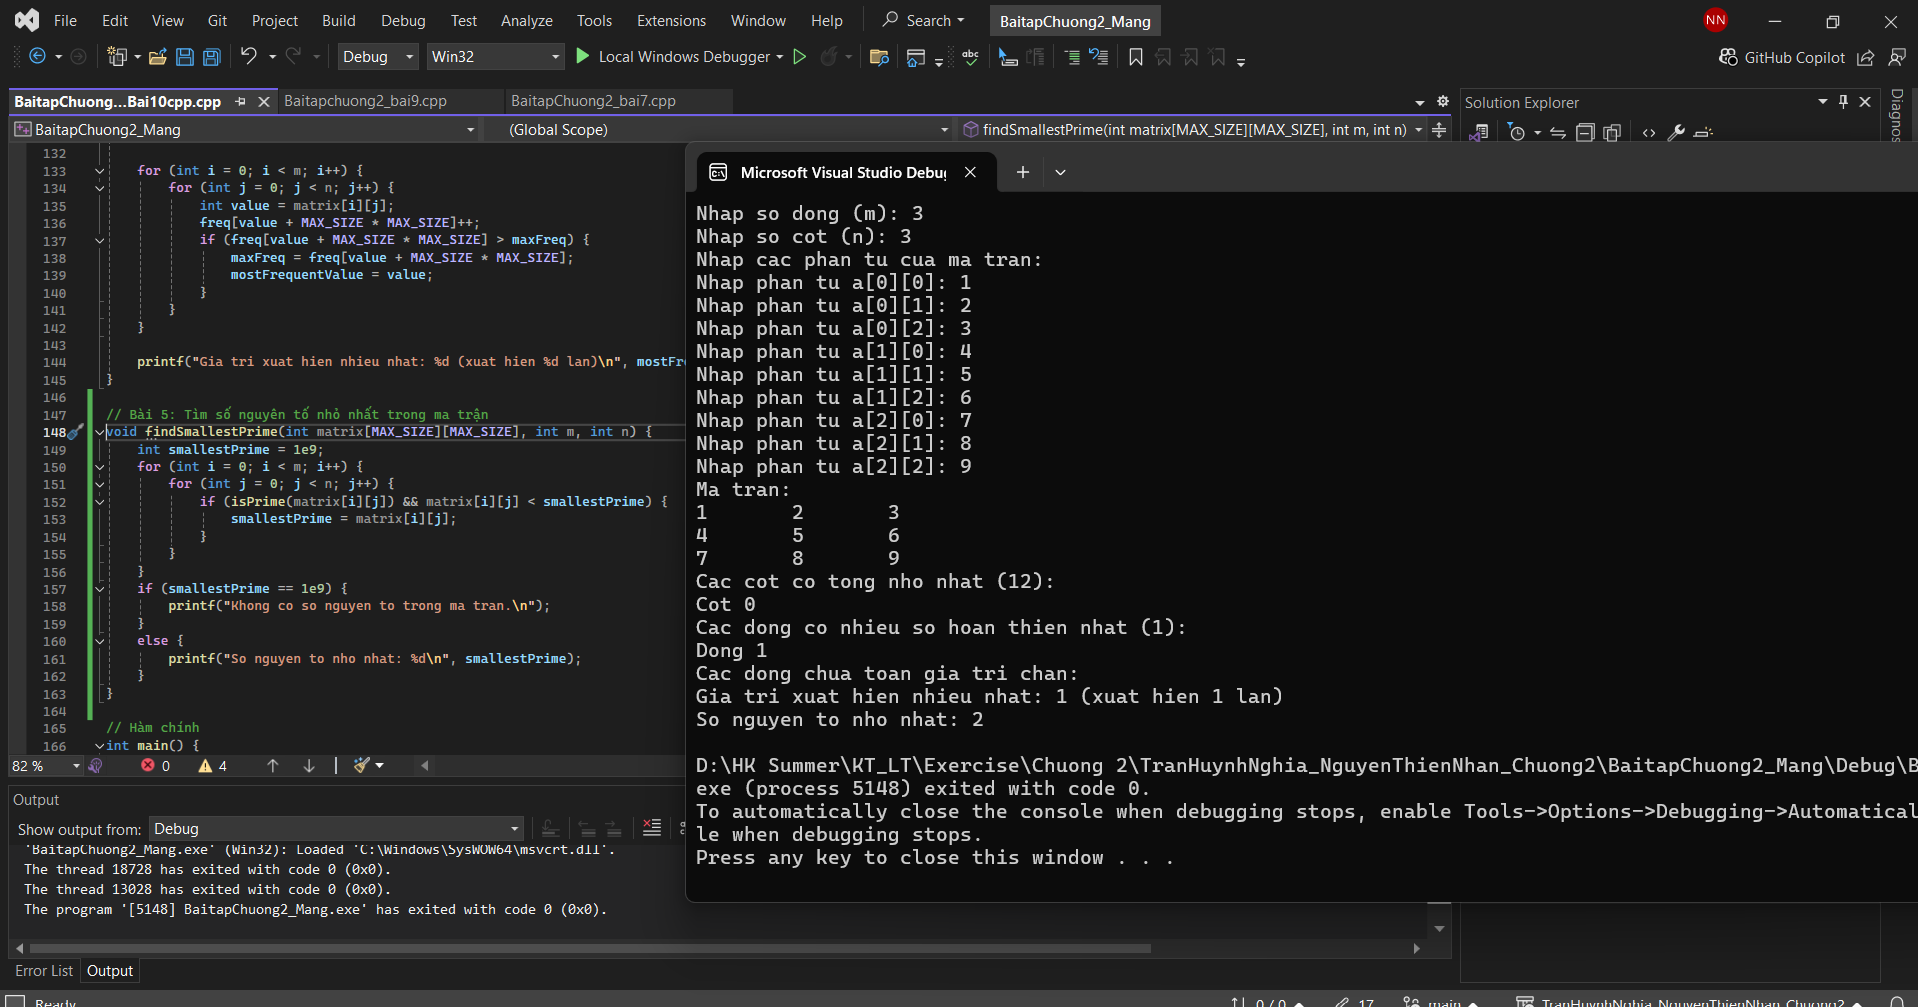 File Edit View Git Project Build Debug Test Analyze Tools Extensions Window Help Search BaitapChuong2_Mang NN
Debug Win32 Local Windows Debugger abc GitHub Copilot
BaitapChuong...Bai10cpp.cpp Baitapchuong2_bai9.cpp BaitapChuong2_bai7.cpp
BaitapChuong2_Mang (Global Scope) findSmallestPrime(int matrix[MAX_SIZE][MAX_SIZE], int m, int n)
Solution Explorer
Diagnos
132
133 for (int i = 0; i < m; i++) {
134 for (int j = 0; j < n; j++) {
135 int value = matrix[i][j];
136 freq[value + MAX_SIZE * MAX_SIZE]++;
137 if (freq[value + MAX_SIZE * MAX_SIZE] > maxFreq) {
138 maxFreq = freq[value + MAX_SIZE * MAX_SIZE];
139 mostFrequentValue = value;
140 }
141 }
142 }
143
144 printf("Gia tri xuat hien nhieu nhat: %d (xuat hien %d lan)\n", mostFr
145 }
146
147 // Bài 5: Tìm số nguyên tố nhỏ nhất trong ma trận
148 void findSmallestPrime(int matrix[MAX_SIZE][MAX_SIZE], int m, int n) {
149 int smallestPrime = 1e9;
150 for (int i = 0; i < m; i++) {
151 for (int j = 0; j < n; j++) {
152 if (isPrime(matrix[i][j]) && matrix[i][j] < smallestPrime) {
153 smallestPrime = matrix[i][j];
154 }
155 }
156 }
157 if (smallestPrime == 1e9) {
158 printf("Khong co so nguyen to trong ma tran.\n");
159 }
160 else {
161 printf("So nguyen to nho nhat: %d\n", smallestPrime);
162 }
163 }
164
165 // Hàm chính
166 int main() {
82 % 0 4
Output
Show output from: Debug
'BaitapChuong2_Mang.exe' (Win32): Loaded 'C:\Windows\SysWOW64\msvcrt.dll'.
The thread 18728 has exited with code 0 (0x0).
The thread 13028 has exited with code 0 (0x0).
The program '[5148] BaitapChuong2_Mang.exe' has exited with code 0 (0x0).
Error List Output
Microsoft Visual Studio Debu
Nhap so dong (m): 3
Nhap so cot (n): 3
Nhap cac phan tu cua ma tran:
Nhap phan tu a[0][0]: 1
Nhap phan tu a[0][1]: 2
Nhap phan tu a[0][2]: 3
Nhap phan tu a[1][0]: 4
Nhap phan tu a[1][1]: 5
Nhap phan tu a[1][2]: 6
Nhap phan tu a[2][0]: 7
Nhap phan tu a[2][1]: 8
Nhap phan tu a[2][2]: 9
Ma tran:
1 2 3
4 5 6
7 8 9
Cac cot co tong nho nhat (12):
Cot 0
Cac dong co nhieu so hoan thien nhat (1):
Dong 1
Cac dong chua toan gia tri chan:
Gia tri xuat hien nhieu nhat: 1 (xuat hien 1 lan)
So nguyen to nho nhat: 2
D:\HK Summer\KT_LT\Exercise\Chuong 2\TranHuynhNghia_NguyenThienNhan_Chuong2\BaitapChuong2_Mang\Debug\B
exe (process 5148) exited with code 0.
To automatically close the console when debugging stops, enable Tools->Options->Debugging->Automatical
le when debugging stops.
Press any key to close this window . . .
Ready 0 / 0 17 main TranHuynhNghia_NguyenThienNhan_Chuong2